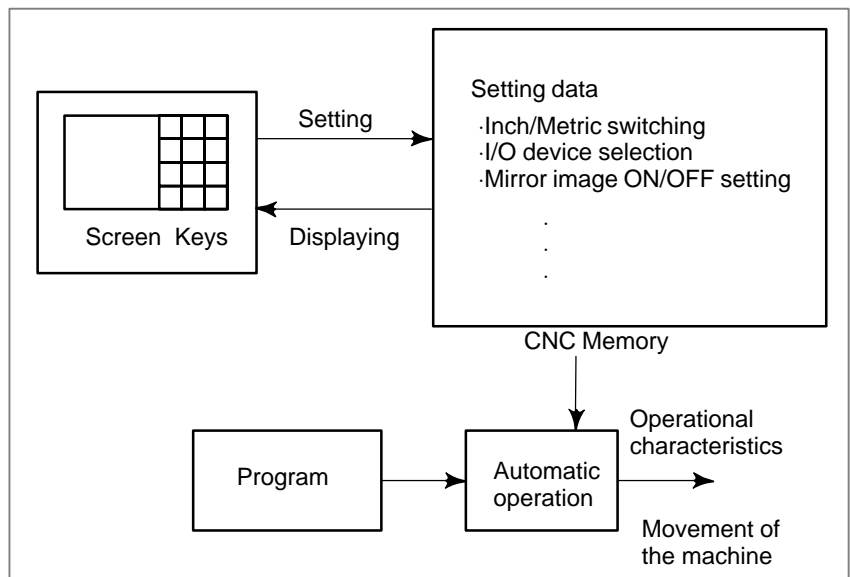 Setting
Displaying
Screen Keys
Setting data
·Inch/Metric switching
·I/O device selection
·Mirror image ON/OFF setting
.
.
.
CNC Memory
Program
Automatic
operation
Operational
characteristics
Movement of
the machine